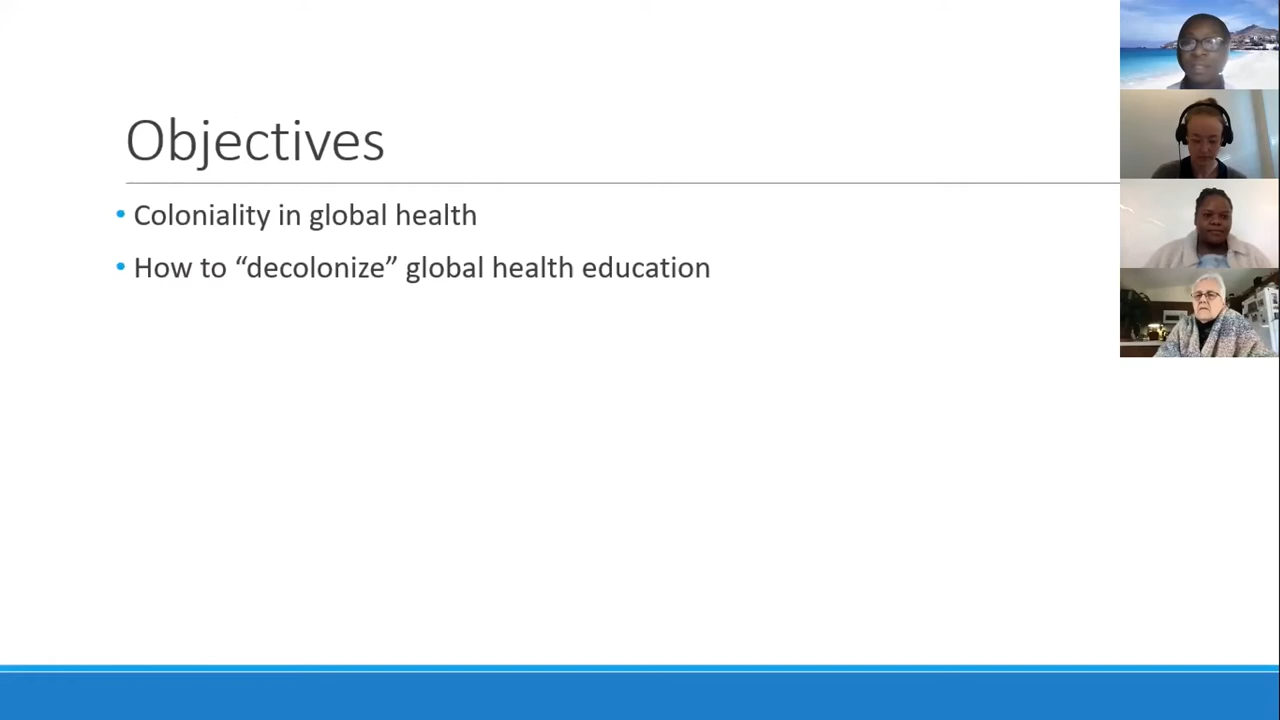 Objectives
• Coloniality in global health
• How to “decolonize” global health education